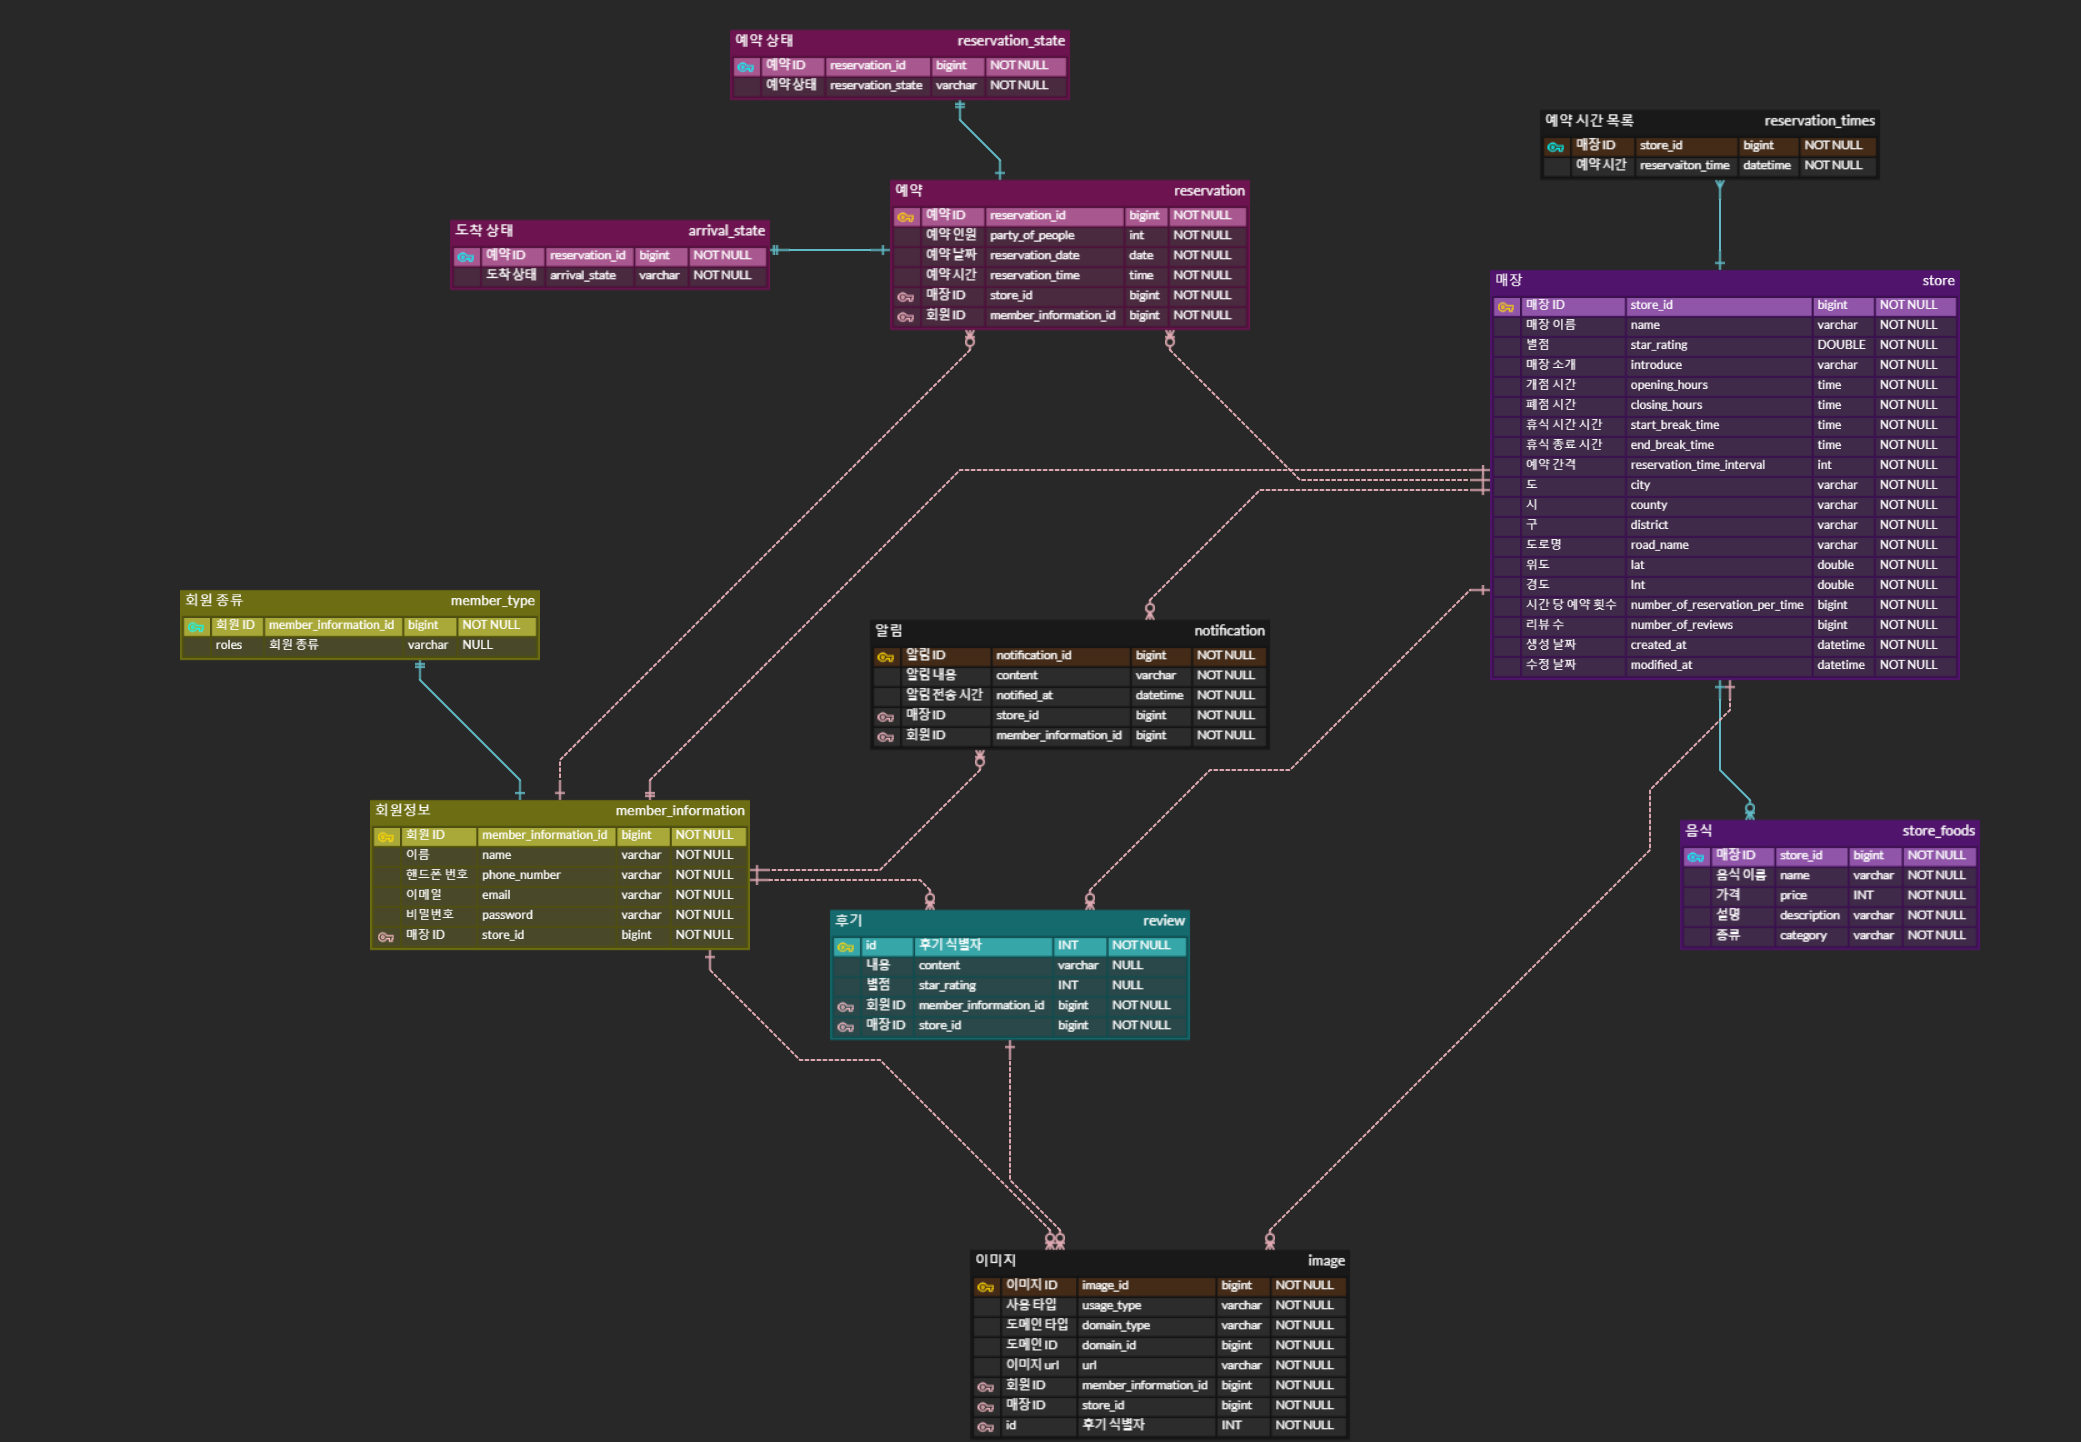 예약 상태 reservation_state
예약 ID reservation_id bigint NOT NULL
예약 상태 reservation_state varchar NOT NULL
예약 시간 목록 reservation_times
매장 ID store_id bigint NOT NULL
예약 시간 reservaiton_time datetime NOT NULL
예약 reservation
예약 ID reservation_id bigint NOT NULL
예약 인원 party_of_people int NOT NULL
예약 날짜 reservation_date date NOT NULL
예약 시간 reservation_time time NOT NULL
매장 ID store_id bigint NOT NULL
회원 ID member_information_id bigint NOT NULL
도착 상태 arrival_state
예약 ID reservation_id bigint NOT NULL
도착 상태 arrival_state varchar NOT NULL
매장 store
매장 ID store_id bigint NOT NULL
매장 이름 name varchar NOT NULL
별점 star_rating DOUBLE NOT NULL
매장 소개 introduce varchar NOT NULL
개점 시간 opening_hours time NOT NULL
폐점 시간 closing_hours time NOT NULL
휴식 시간 시간 start_break_time time NOT NULL
휴식 종료 시간 end_break_time time NOT NULL
예약 간격 reservation_time_interval int NOT NULL
도 city varchar NOT NULL
시 county varchar NOT NULL
구 district varchar NOT NULL
도로명 road_name varchar NOT NULL
위도 lat double NOT NULL
경도 lnt double NOT NULL
시간 당 예약 횟수 number_of_reservation_per_time bigint NOT NULL
리뷰 수 number_of_reviews bigint NOT NULL
생성 날짜 created_at datetime NOT NULL
수정 날짜 modified_at datetime NOT NULL
회원 종류 member_type
회원 ID member_information_id bigint NOT NULL
roles 회원 종류 varchar NULL
알림 notification
알림 ID notification_id bigint NOT NULL
알림 내용 content varchar NOT NULL
알림 전송 시간 notified_at datetime NOT NULL
매장 ID store_id bigint NOT NULL
회원 ID member_information_id bigint NOT NULL
회원정보 member_information
회원 ID member_information_id bigint NOT NULL
이름 name varchar NOT NULL
핸드폰 번호 phone_number varchar NOT NULL
이메일 email varchar NOT NULL
비밀번호 password varchar NOT NULL
매장 ID store_id bigint NOT NULL
음식 store_foods
매장 ID store_id bigint NOT NULL
음식 이름 name varchar NOT NULL
가격 price INT NOT NULL
설명 description varchar NOT NULL
종류 category varchar NOT NULL
후기 review
id 후기 식별자 INT NOT NULL
내용 content varchar NULL
별점 star_rating INT NULL
회원 ID member_information_id bigint NOT NULL
매장 ID store_id bigint NOT NULL
이미지 image
이미지 ID image_id bigint NOT NULL
사용 타입 usage_type varchar NOT NULL
도메인 타입 domain_type varchar NOT NULL
도메인 ID domain_id bigint NOT NULL
이미지 url url varchar NOT NULL
회원 ID member_information_id bigint NOT NULL
매장 ID store_id bigint NOT NULL
id 후기 식별자 INT NOT NULL